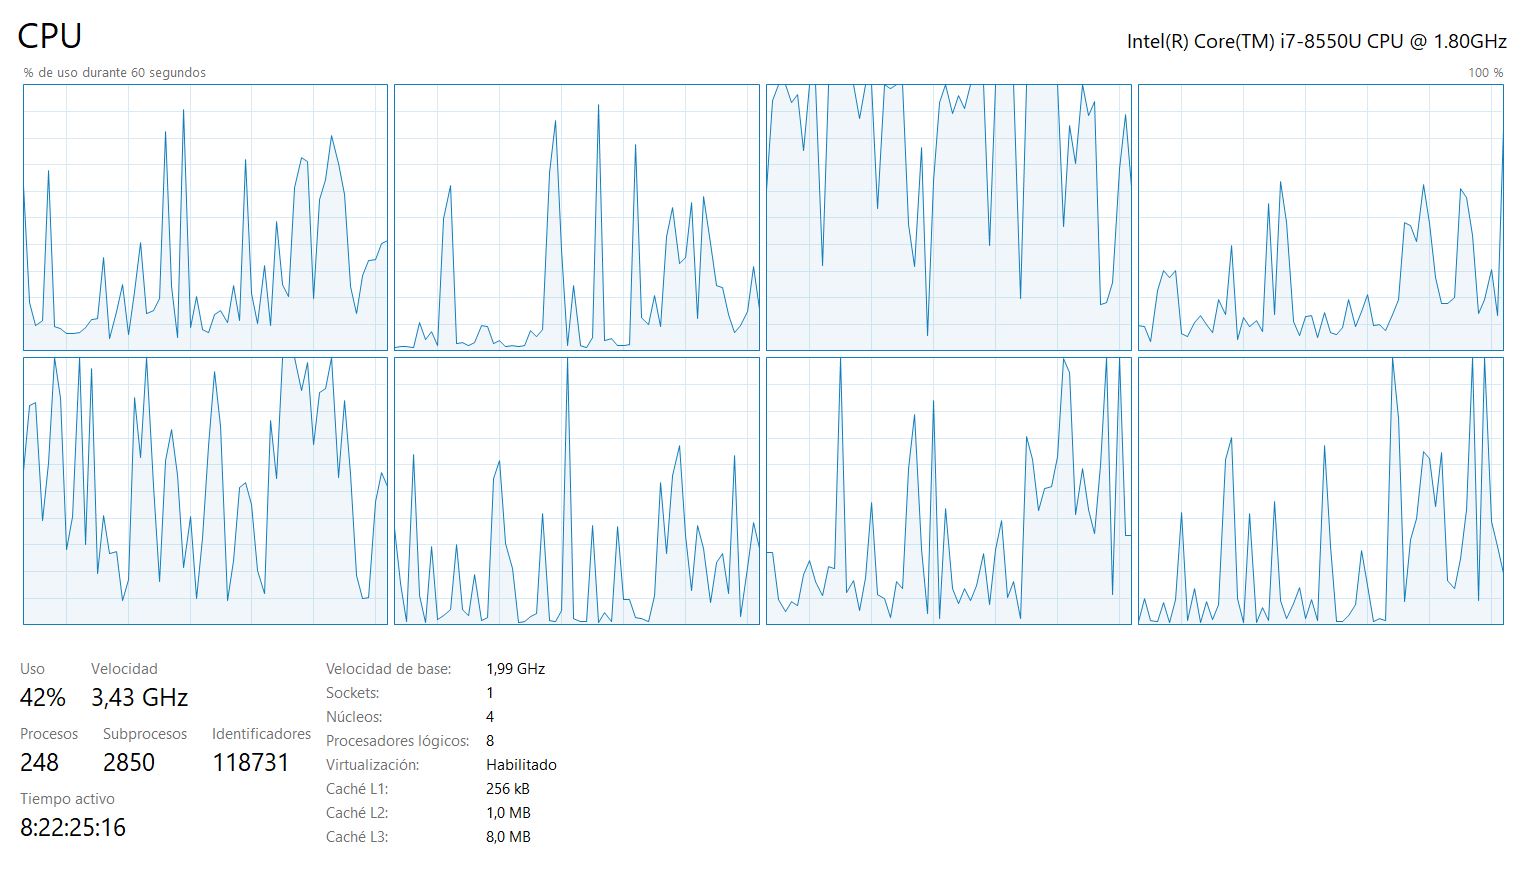 CPU
Intel(R) Core(TM) i7-8550U CPU @ 1.80GHz
% de uso durante 60 segundos
100 %
Uso
Velocidad
42%
3,43 GHz
Procesos
Subprocesos
Identificadores
248
2850
118731
Tiempo activo
8:22:25:16
Velocidad de base:
1,99 GHz
Sockets:
1
Núcleos:
4
Procesadores lógicos:
8
Virtualización:
Habilitado
Caché L1:
256 kB
Caché L2:
1,0 MB
Caché L3:
8,0 MB